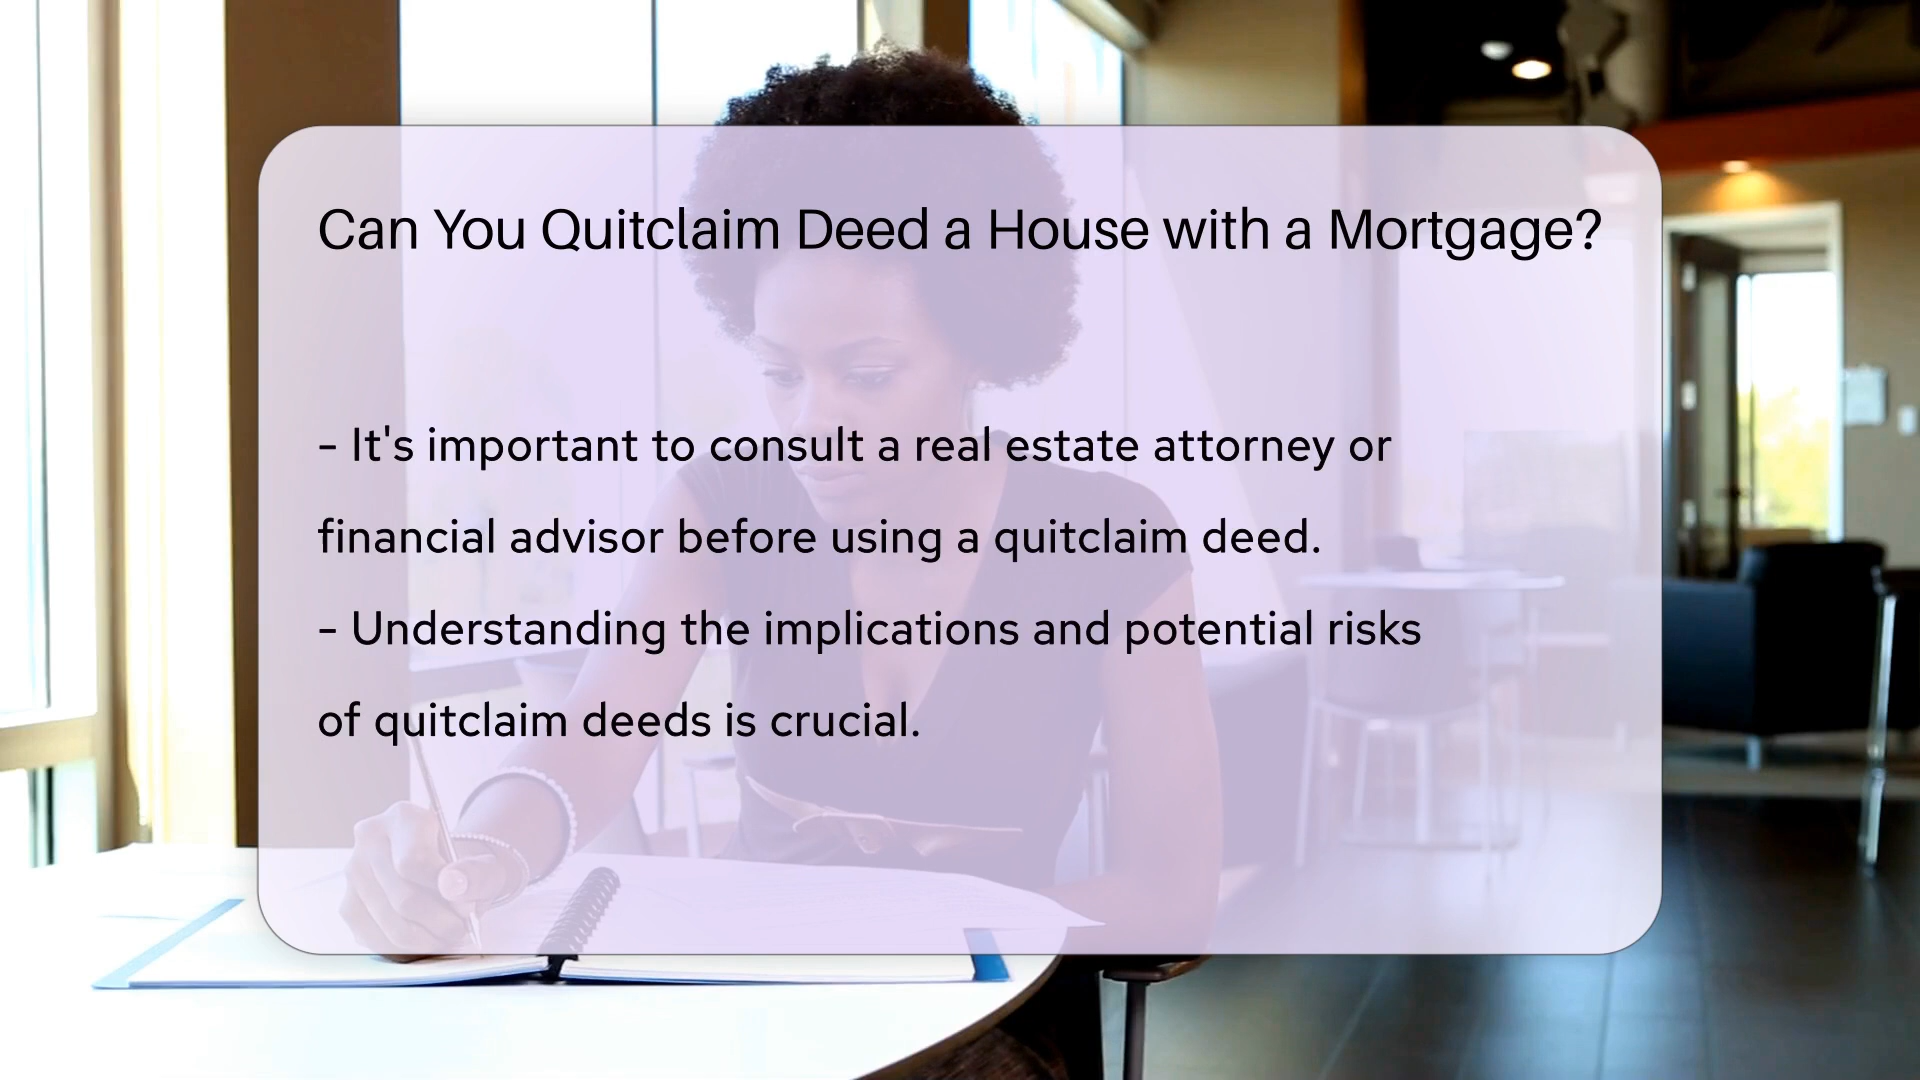 Can You Quitclaim Deed a House with a Mortgage?
- It's important to consult a real estate attorney or
financial advisor before using a quitclaim deed.
- Understanding the implications and potential risks
of quitclaim deeds is crucial.